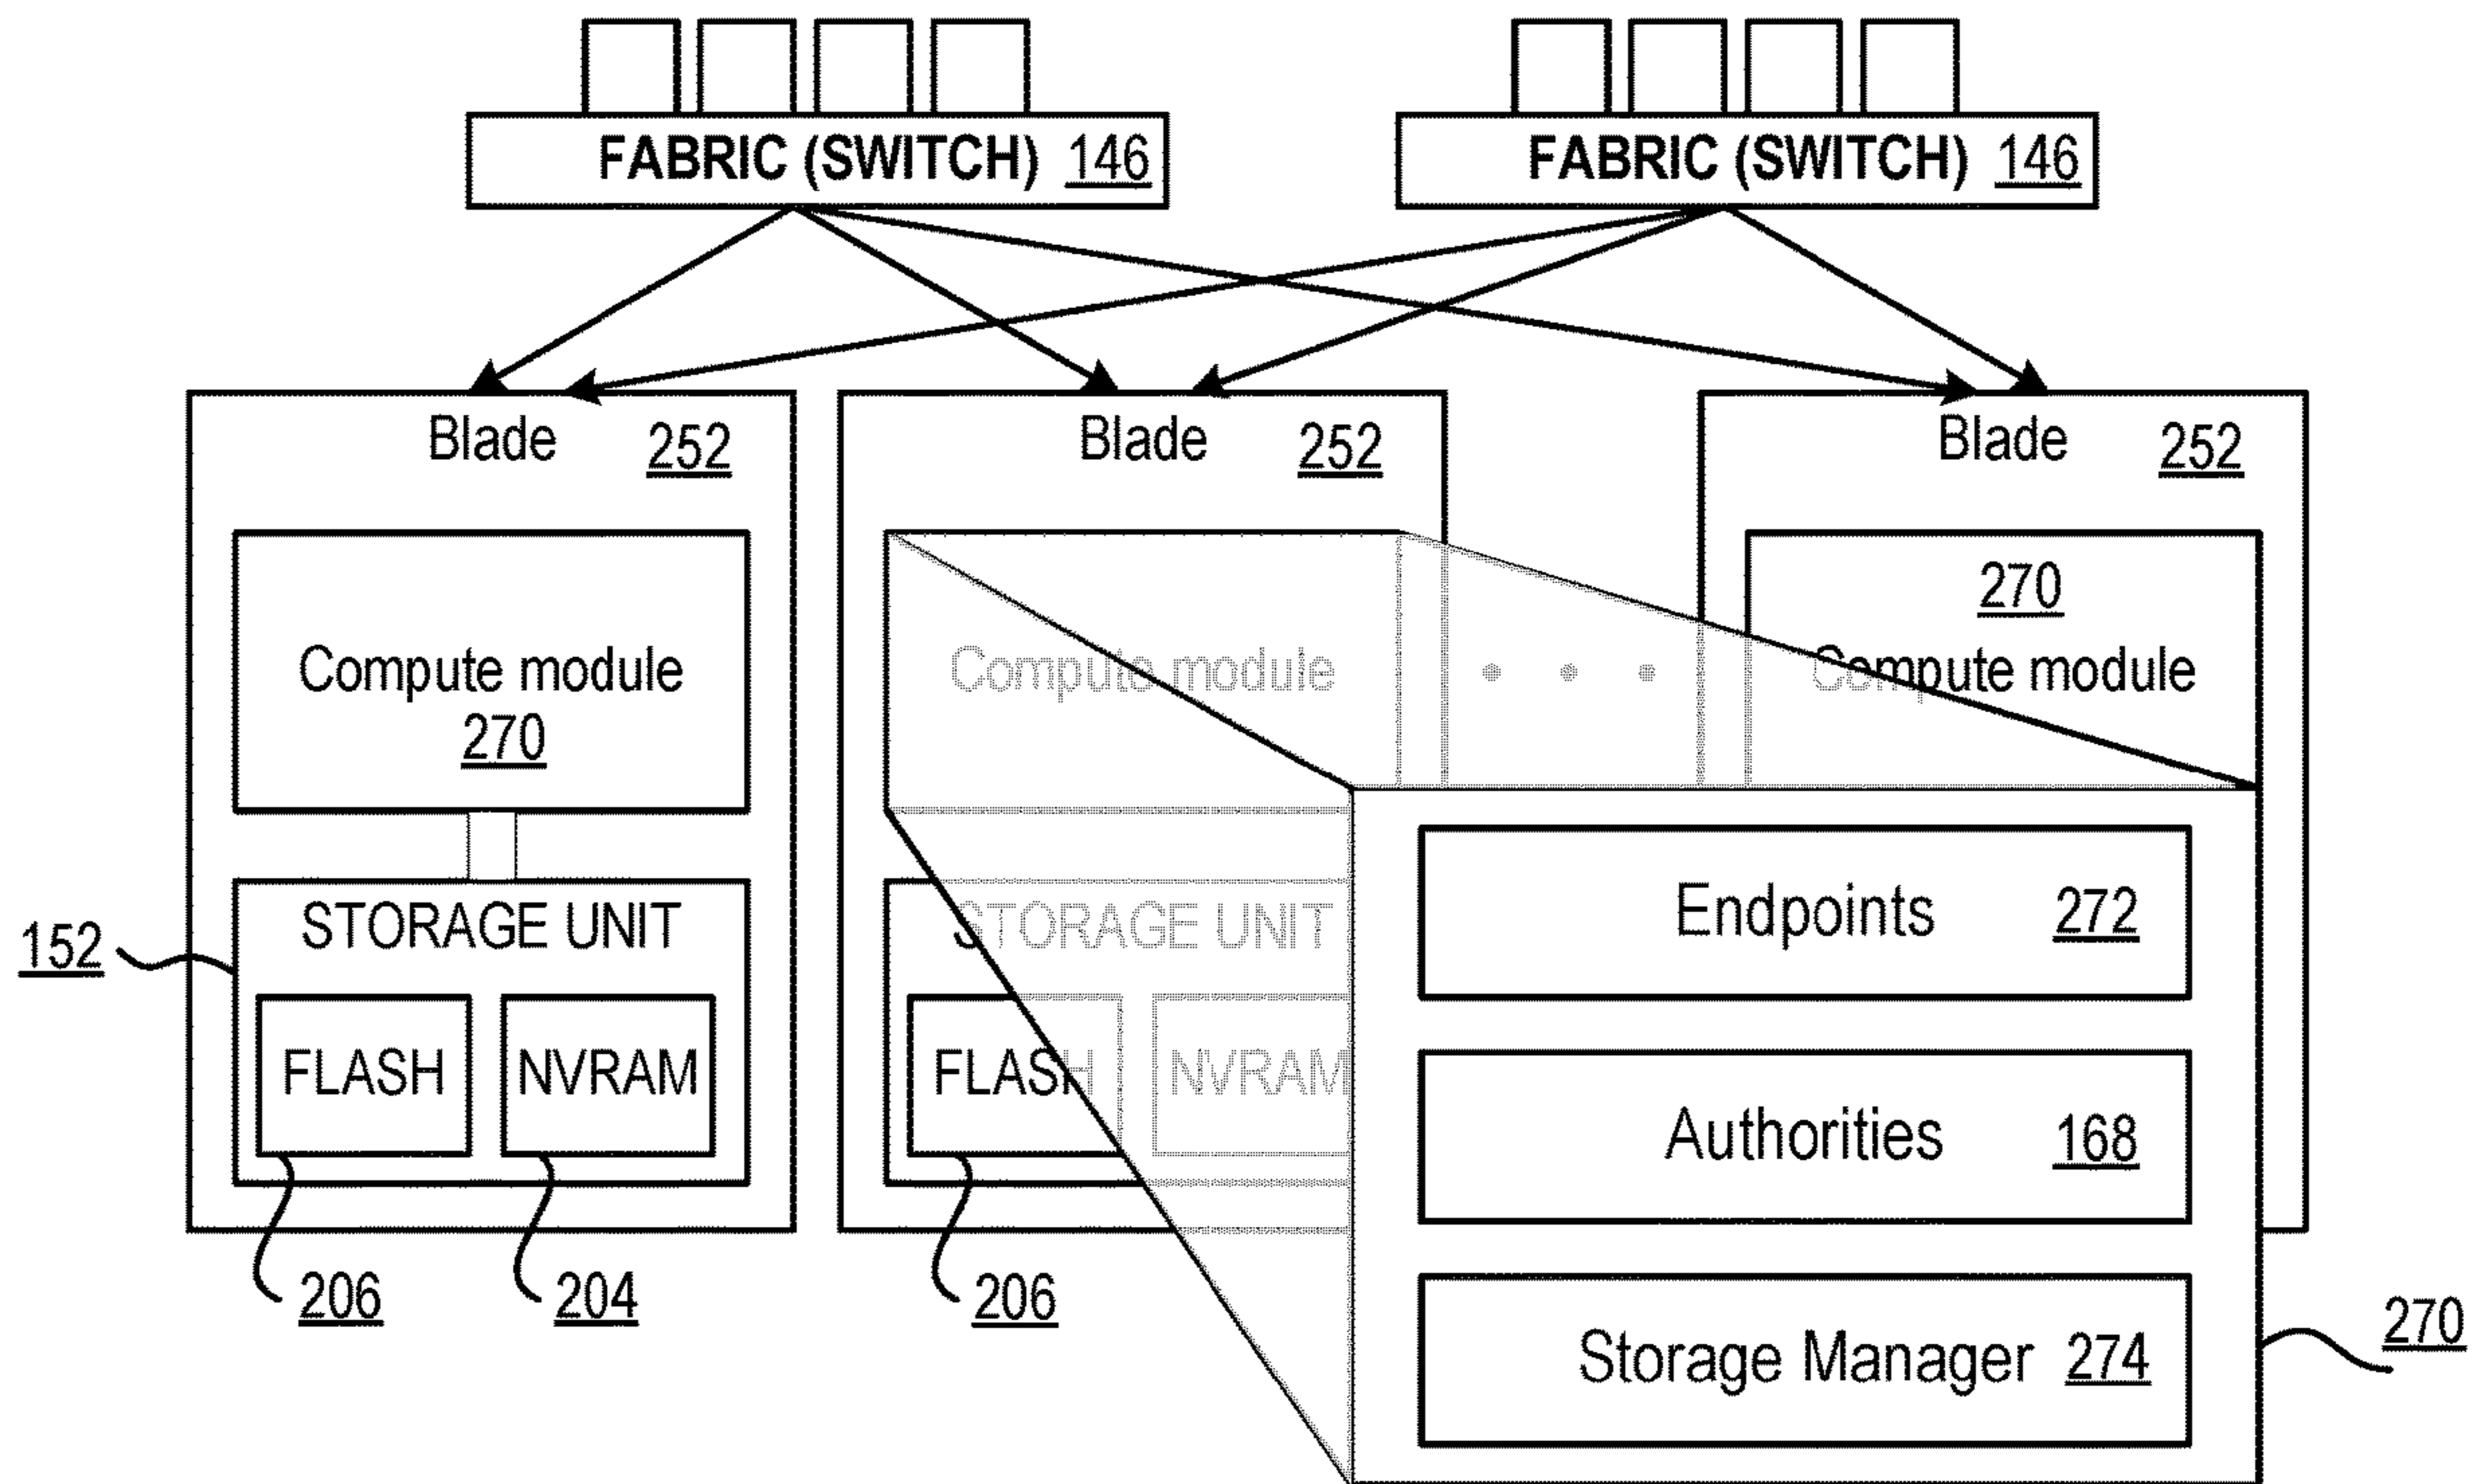 FABRIC (SWITCH) 146
FABRIC (SWITCH) 146
Blade 252
Blade 252
Blade 252
Compute module
270
Compute module
270
Compute module
152
STORAGE UNIT
FLASH
NVRAM
206
204
STORAGE UNIT
FLASH
NVRAM
206
Endpoints 272
Authorities 168
Storage Manager 274
270